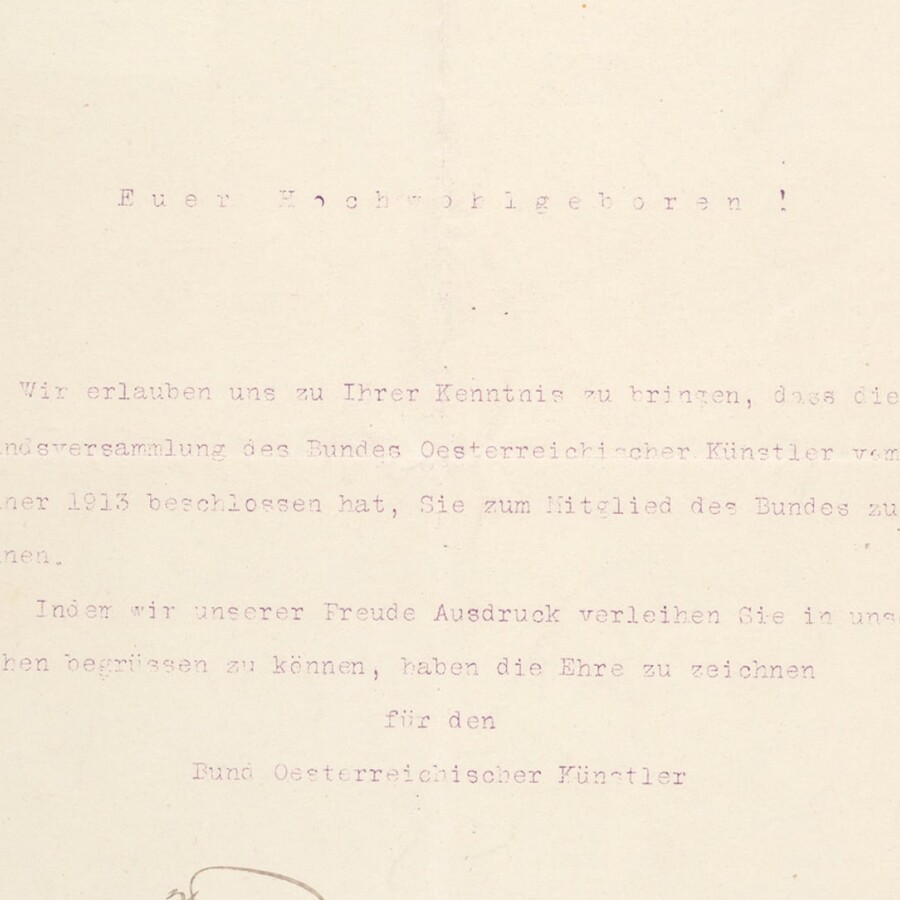 Euer Hochwohlgeboren !
Wir erlauben uns zu Ihrer Kenntnis zu bringen, dass die
ndsversammlung des Bundes Oesterreichischer Künstler vom
ner 1913 beschlossen hat, Sie zum Mitglied des Bundes zu
nen.
Indem wir unserer Freude Ausdruck verleihen Sie in uns
hen begrüssen zu können, haben die Ehre zu zeichnen
für den
Bund Oesterreichischer Künstler